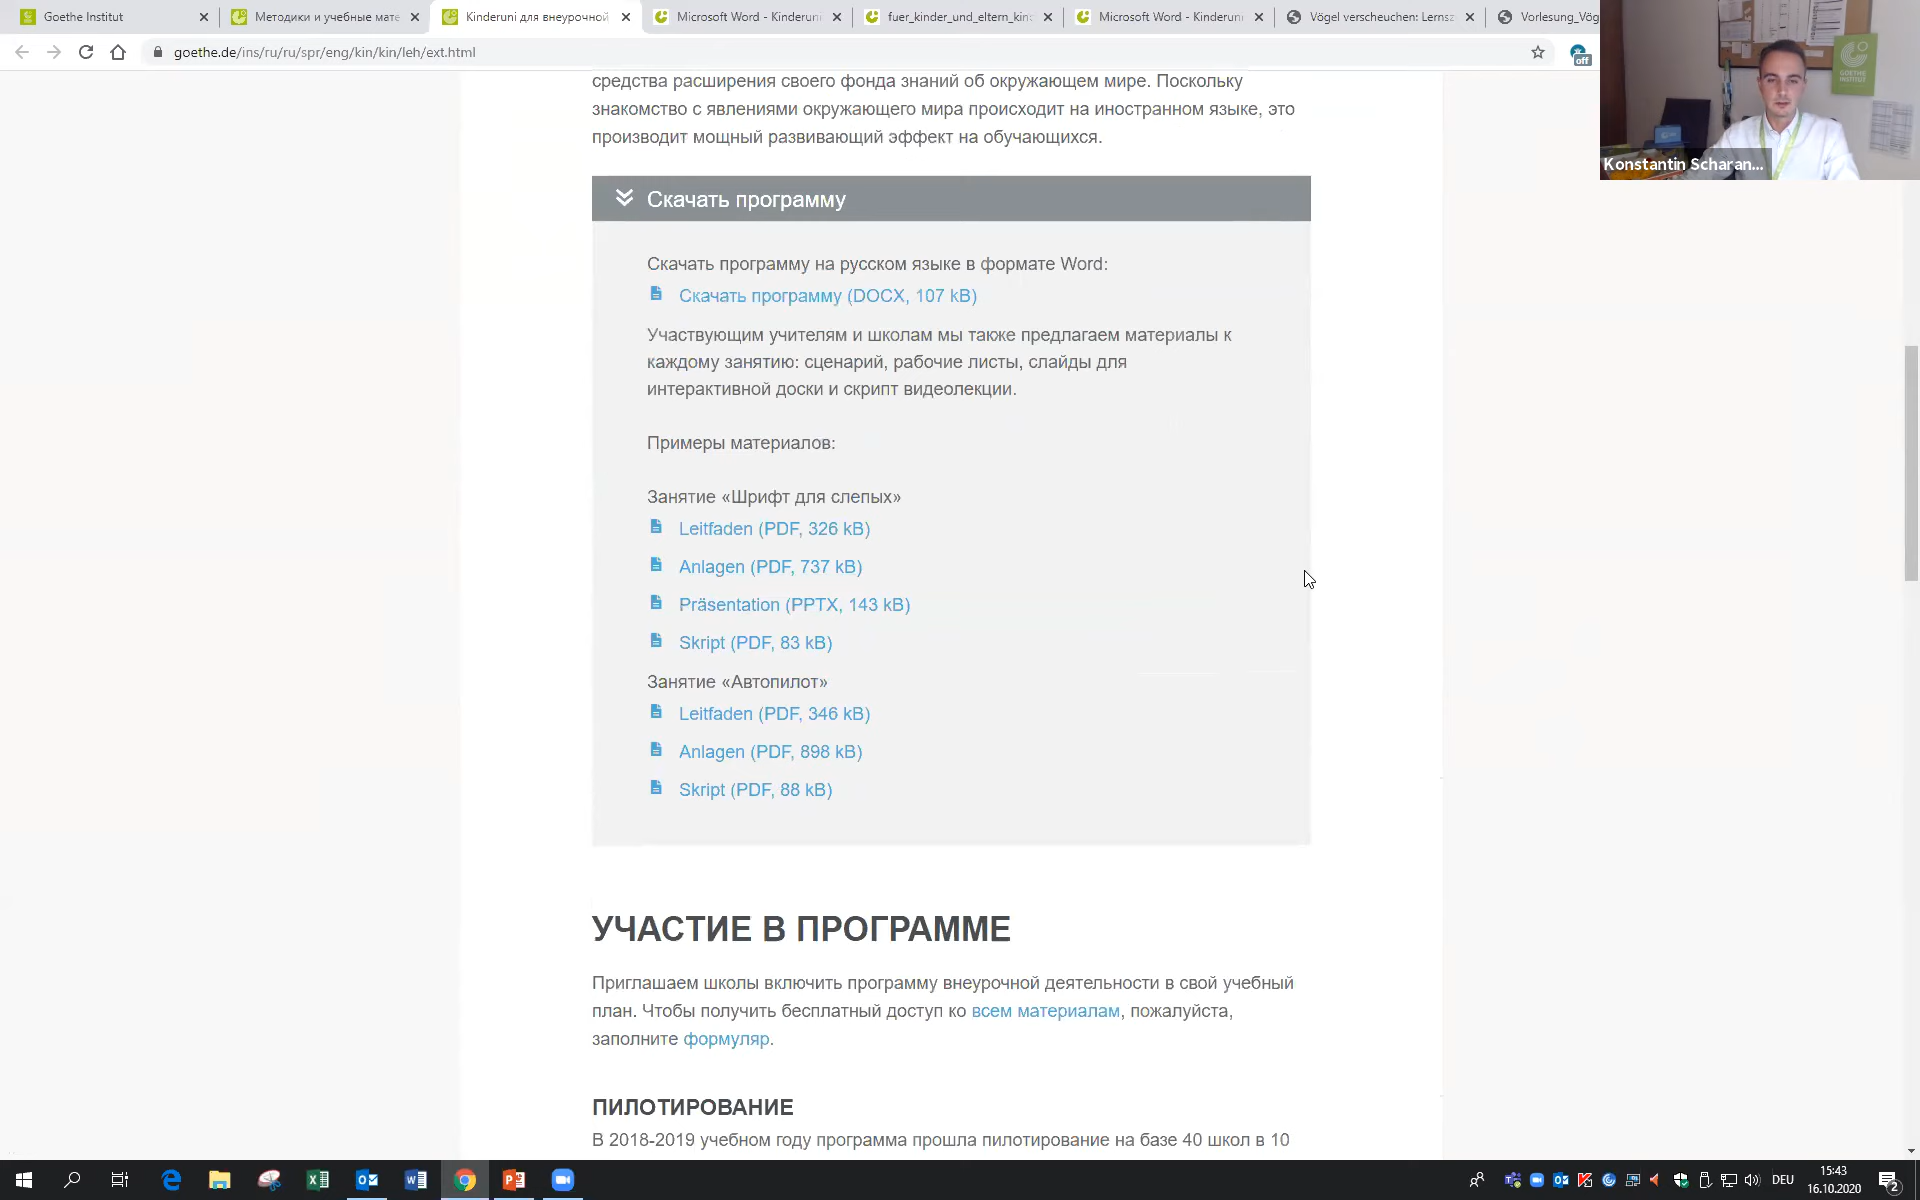 Goethe Institut
Методики и учебные мате
Kinderuni для внеурочной
Microsoft Word - Kinderuni
fuer_kinder_und_eltern_kin
Microsoft Word - Kinderuni
Vögel verscheuchen: Lernsz
Vorlesung_Vög
goethe.de/ins/ru/ru/spr/eng/kin/kin/leh/ext.html
off
GOETHE INSTITUT
Konstantin Scharan...
средства расширения своего фонда знаний об окружающем мире. Поскольку
знакомство с явлениями окружающего мира происходит на иностранном языке, это
производит мощный развивающий эффект на обучающихся.
Скачать программу
Скачать программу на русском языке в формате Word:
Скачать программу (DOCX, 107 kB)
Участвующим учителям и школам мы также предлагаем материалы к
каждому занятию: сценарий, рабочие листы, слайды для
интерактивной доски и скрипт видеолекции.
Примеры материалов:
Занятие «Шрифт для слепых»
Leitfaden (PDF, 326 kB)
Anlagen (PDF, 737 kB)
Präsentation (PPTX, 143 kB)
Skript (PDF, 83 kB)
Занятие «Автопилот»
Leitfaden (PDF, 346 kB)
Anlagen (PDF, 898 kB)
Skript (PDF, 88 kB)
УЧАСТИЕ В ПРОГРАММЕ
Приглашаем школы включить программу внеурочной деятельности в свой учебный
план. Чтобы получить бесплатный доступ ко всем материалам, пожалуйста,
заполните формуляр.
ПИЛОТИРОВАНИЕ
В 2018-2019 учебном году программа прошла пилотирование на базе 40 школ в 10
DEU
15:43
16.10.2020
2